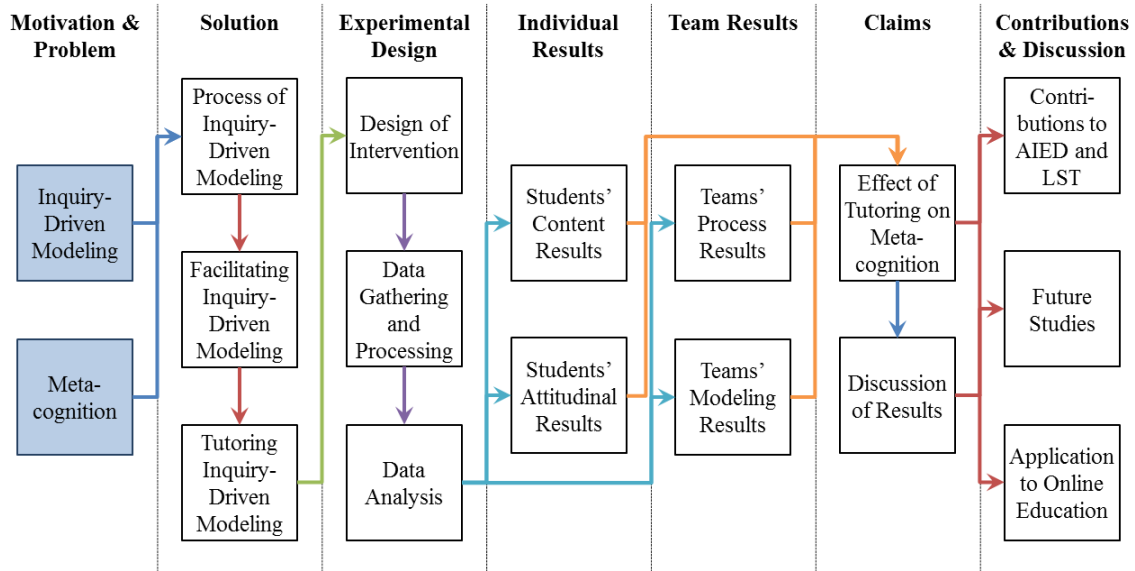 Motivation &
Problem
Solution
Experimental
Design
Individual
Results
Team Results
Claims
Contributions
& Discussion
Inquiry-
Driven
Modeling
Meta-
cognition
Process of
Inquiry-
Driven
Modeling
Facilitating
Inquiry-
Driven
Modeling
Tutoring
Inquiry-
Driven
Modeling
Design of
Intervention
Data
Gathering
and
Processing
Data
Analysis
Students’
Content
Results
Students’
Attitudinal
Results
Teams’
Process
Results
Teams’
Modeling
Results
Effect of
Tutoring on
Meta-
cognition
Discussion
of Results
Contri-
butions to
AIED and
LST
Future
Studies
Application
to Online
Education